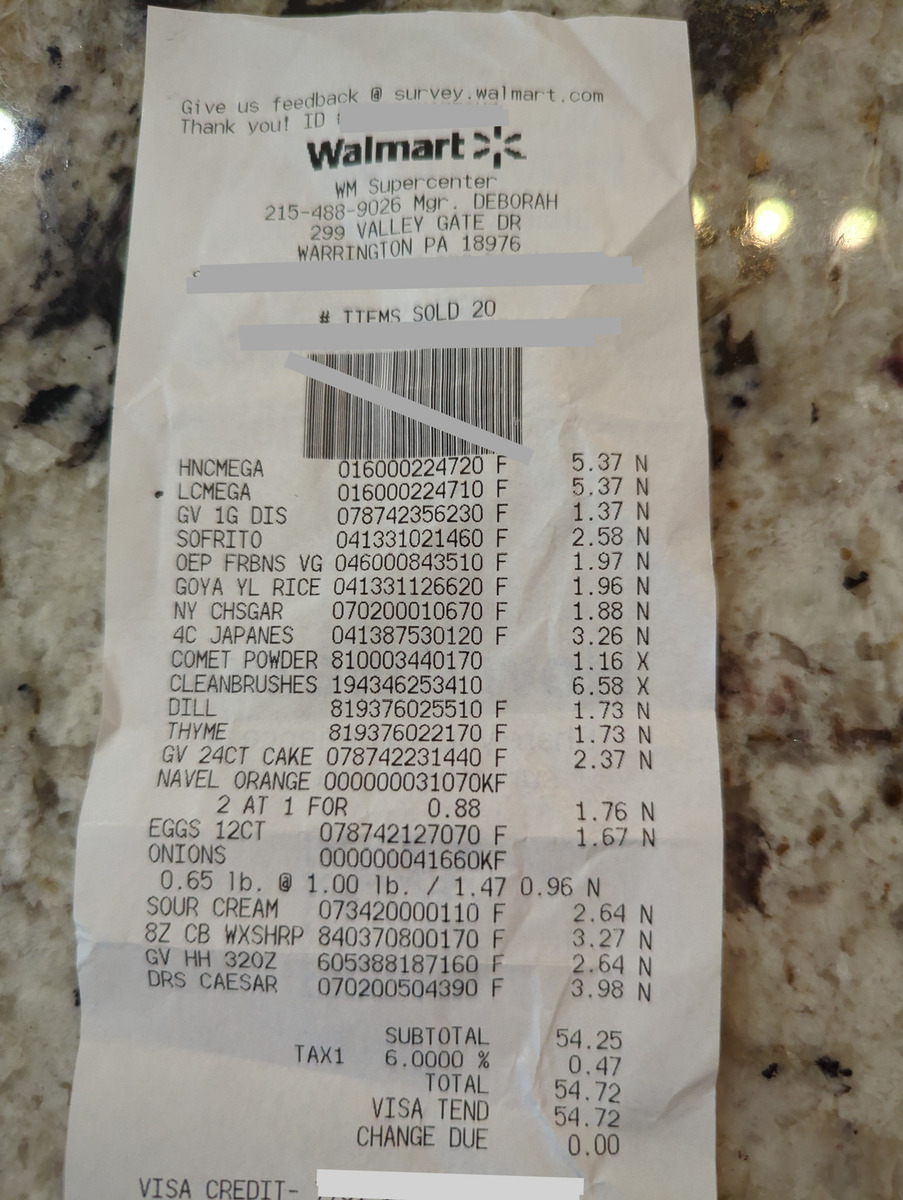 Give us feedback @ survey.walmart.com
Thank you! ID
Walmart
WM Supercenter
215-488-9026 Mgr. DEBORAH
299 VALLEY GATE DR
WARRINGTON PA 18976
# ITEMS SOLD 20
HNCMEGA 016000224720 F 5.37 N
LCMEGA 016000224710 F 5.37 N
GV 1G DIS 078742356230 F 1.37 N
SOFRITO 041331021460 F 2.58 N
OEP FRBNS VG 046000843510 F 1.97 N
GOYA YL RICE 041331126620 F 1.96 N
NY CHSGAR 070200010670 F 1.88 N
4C JAPANES 041387530120 F 3.26 N
COMET POWDER 810003440170 1.16 X
CLEANBRUSHES 194346253410 6.58 X
DILL 819376025510 F 1.73 N
THYME 819376022170 F 1.73 N
GV 24CT CAKE 078742231440 F 2.37 N
NAVEL ORANGE 000000031070KF
2 AT 1 FOR 0.88 1.76 N
EGGS 12CT 078742127070 F 1.67 N
ONIONS 000000041660KF
0.65 lb. @ 1.00 lb. / 1.47 0.96 N
SOUR CREAM 073420000110 F 2.64 N
8Z CB WXSHRP 840370800170 F 3.27 N
GV HH 32OZ 605388187160 F 2.64 N
DRS CAESAR 070200504390 F 3.98 N
SUBTOTAL 54.25
TAX1 6.0000 % 0.47
TOTAL 54.72
VISA TEND 54.72
CHANGE DUE 0.00
VISA CREDIT-